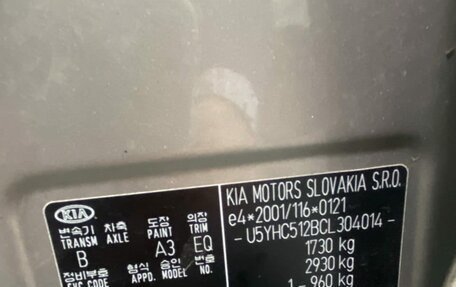 KIA
변속기 차축 도장 의장
TRANSM AXLE PAINT TRIM
B A3 EQ
정비부호 형식 승인 번호
ENG CODE APPD. MODEL NO.
KIA MOTORS SLOVAKIA S.R.O.
e4*2001/116*0121
- U5YHC512BCL304014 -
1730 kg
2930 kg
1 - 960 kg